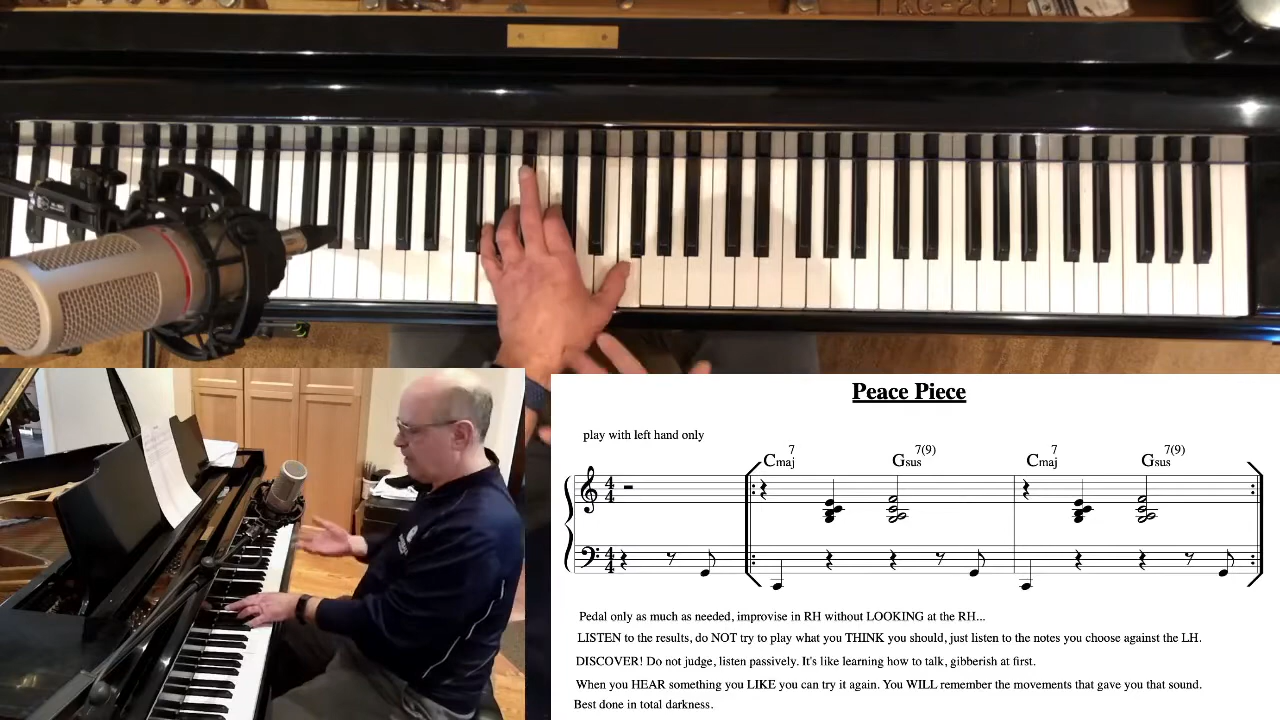 KG-2C
Peace Piece
play with left hand only
Cmaj7 Gsus7(9) Cmaj7 Gsus7(9)
Pedal only as much as needed, improvise in RH without LOOKING at the RH...
LISTEN to the results, do NOT try to play what you THINK you should, just listen to the notes you choose against the LH.
DISCOVER! Do not judge, listen passively. It's like learning how to talk, gibberish at first.
When you HEAR something you LIKE you can try it again. You WILL remember the movements that gave you that sound.
Best done in total darkness.